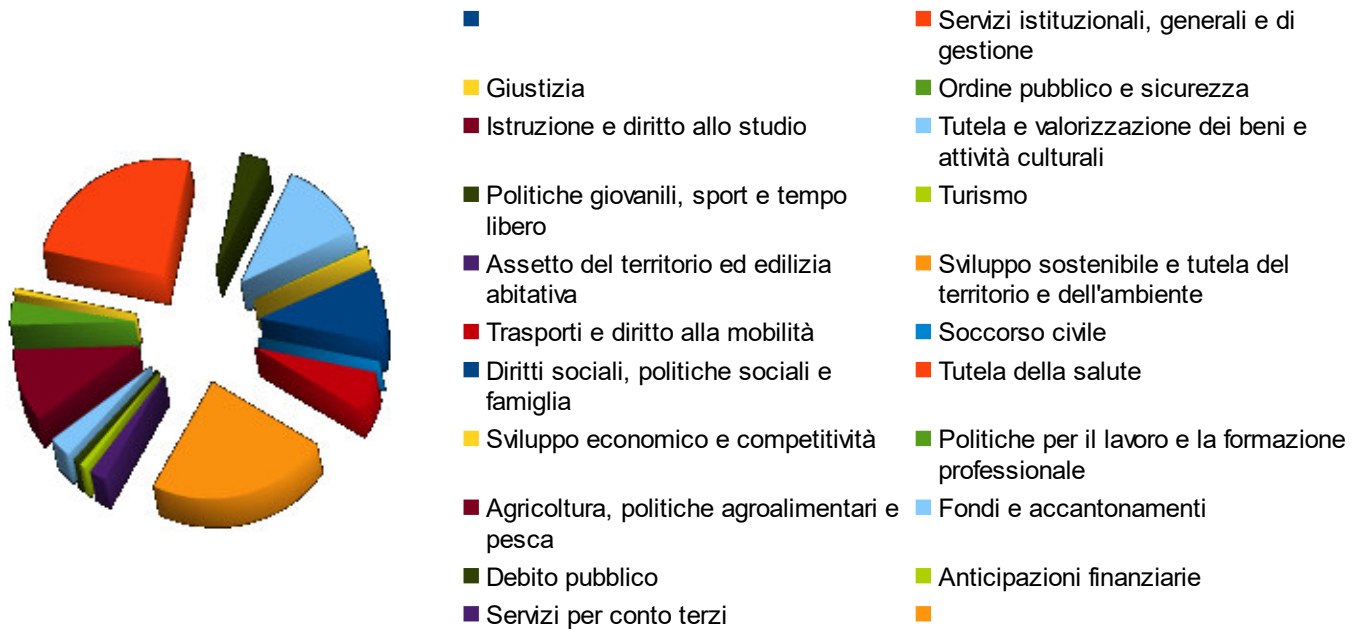 Servizi istituzionali, generali e di
gestione
Giustizia
Ordine pubblico e sicurezza
Istruzione e diritto allo studio
Tutela e valorizzazione dei beni e
attività culturali
Politiche giovanili, sport e tempo
libero
Turismo
Assetto del territorio ed edilizia
abitativa
Sviluppo sostenibile e tutela del
territorio e dell'ambiente
Trasporti e diritto alla mobilità
Soccorso civile
Diritti sociali, politiche sociali e
famiglia
Tutela della salute
Sviluppo economico e competitività
Politiche per il lavoro e la formazione
professionale
Agricoltura, politiche agroalimentari e
pesca
Fondi e accantonamenti
Debito pubblico
Anticipazioni finanziarie
Servizi per conto terzi